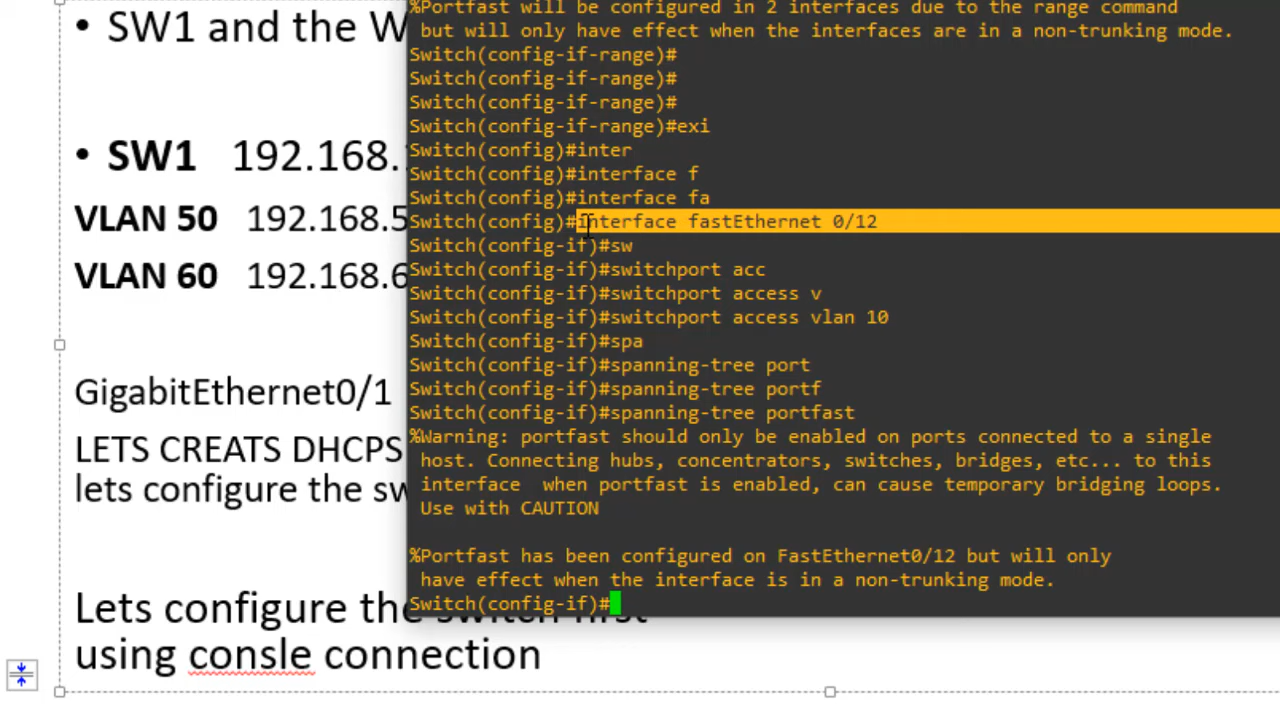 • SW1 and the W
• SW1 192.168.
VLAN 50 192.168.5
VLAN 60 192.168.6
GigabitEthernet0/1
LETS CREATS DHCPS
lets configure the sw
Lets configure the switch first
using consle connection
%Portfast will be configured in 2 interfaces due to the range command
but will only have effect when the interfaces are in a non-trunking mode.
Switch(config-if-range)#
Switch(config-if-range)#
Switch(config-if-range)#
Switch(config-if-range)#exi
Switch(config)#inter
Switch(config)#interface f
Switch(config)#interface fa
Switch(config)#interface fastEthernet 0/12
Switch(config-if)#sw
Switch(config-if)#switchport acc
Switch(config-if)#switchport access v
Switch(config-if)#switchport access vlan 10
Switch(config-if)#spa
Switch(config-if)#spanning-tree port
Switch(config-if)#spanning-tree portf
Switch(config-if)#spanning-tree portfast
%Warning: portfast should only be enabled on ports connected to a single
host. Connecting hubs, concentrators, switches, bridges, etc... to this
interface  when portfast is enabled, can cause temporary bridging loops.
Use with CAUTION
%Portfast has been configured on FastEthernet0/12 but will only
have effect when the interface is in a non-trunking mode.
Switch(config-if)#